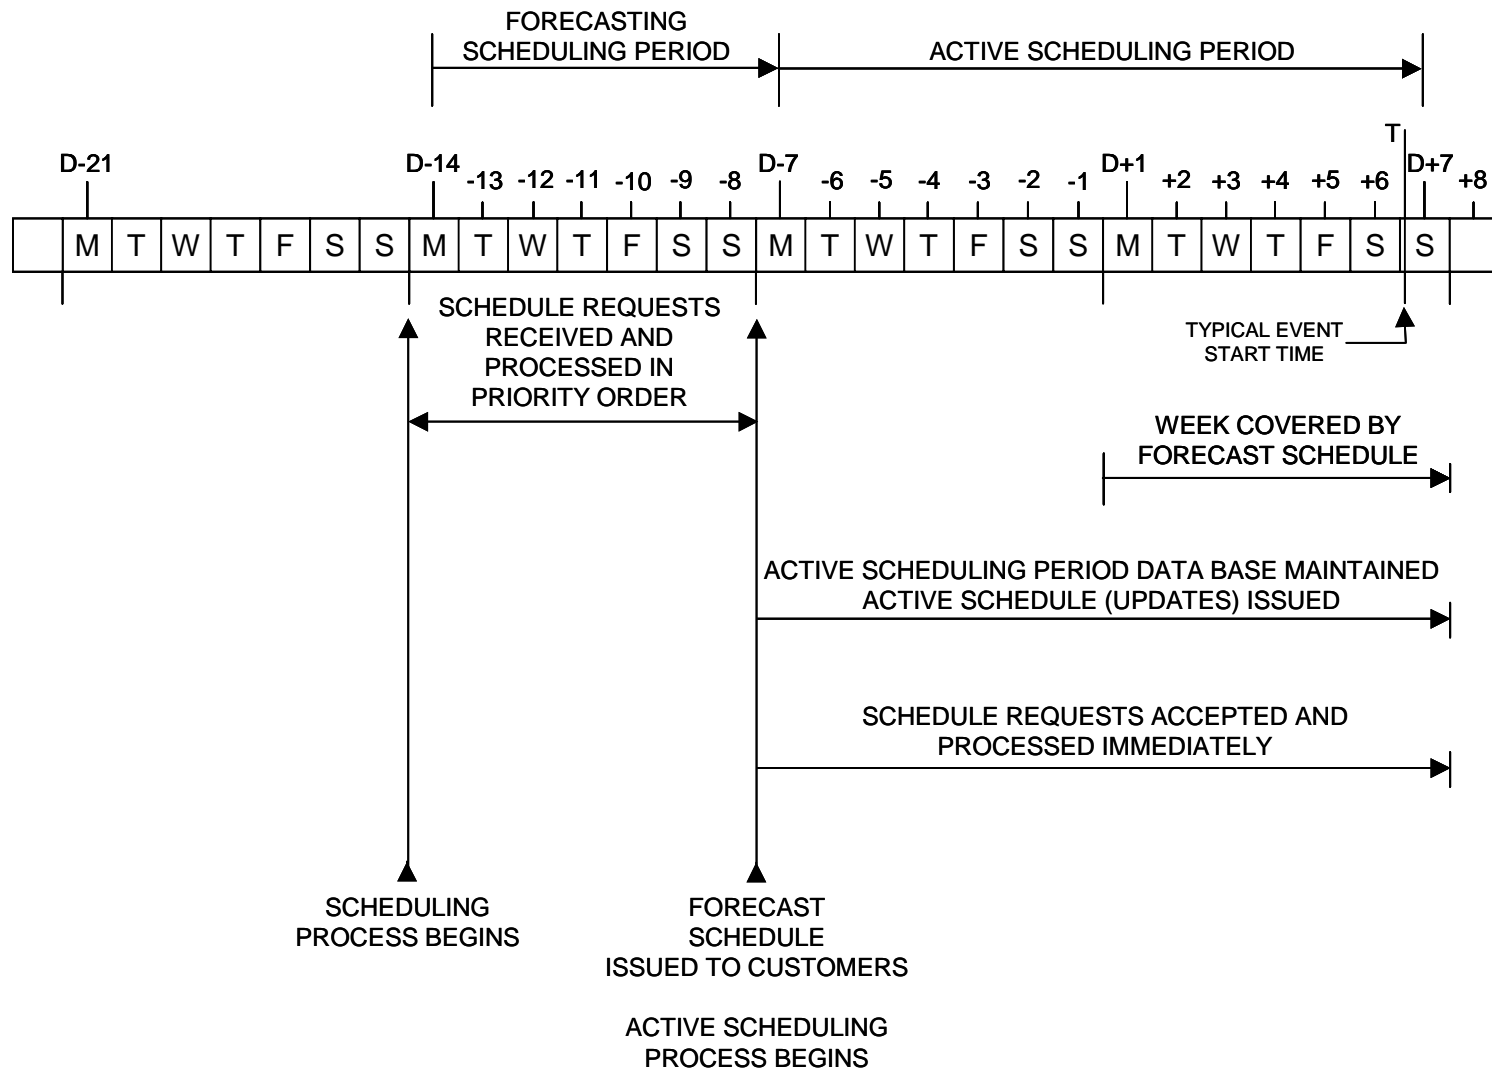 FORECASTING
SCHEDULING PERIOD
ACTIVE SCHEDULING PERIOD
T
D-21 D-14 -13 -12 -11 -10 -9 -8 D-7 -6 -5 -4 -3 -2 -1 D+1 +2 +3 +4 +5 +6 D+7 +8
M T W T F S S M T W T F S S M T W T F S S M T W T F S S
SCHEDULE REQUESTS
RECEIVED AND
PROCESSED IN
PRIORITY ORDER
TYPICAL EVENT
START TIME
WEEK COVERED BY
FORECAST SCHEDULE
ACTIVE SCHEDULING PERIOD DATA BASE MAINTAINED
ACTIVE SCHEDULE (UPDATES) ISSUED
SCHEDULE REQUESTS ACCEPTED AND
PROCESSED IMMEDIATELY
SCHEDULING
PROCESS BEGINS
FORECAST
SCHEDULE
ISSUED TO CUSTOMERS
ACTIVE SCHEDULING
PROCESS BEGINS